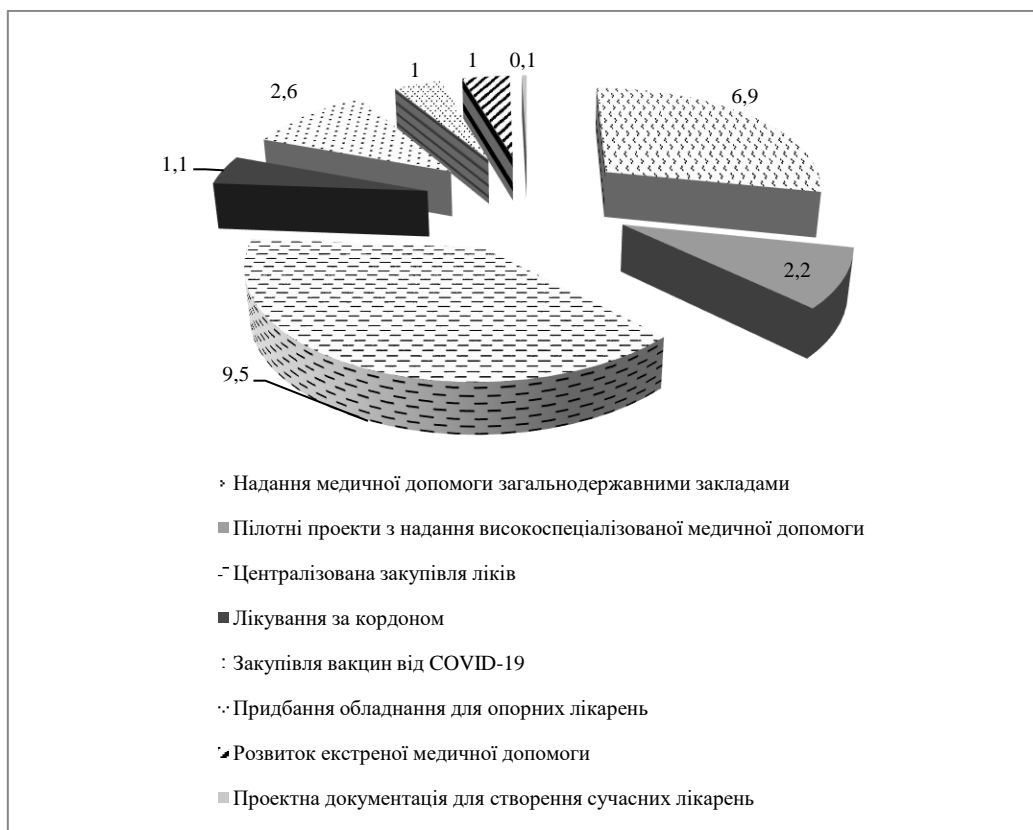 1
1
0,1
2,6
6,9
1,1
2,2
9,5
Надання медичної допомоги загальнодержавними закладами
Пілотні проекти з надання високоспеціалізованої медичної допомоги
Централізована закупівля ліків
Лікування за кордоном
Закупівля вакцин від COVID-19
Придбання обладнання для опорних лікарень
Розвиток екстреної медичної допомоги
Проектна документація для створення сучасних лікарень